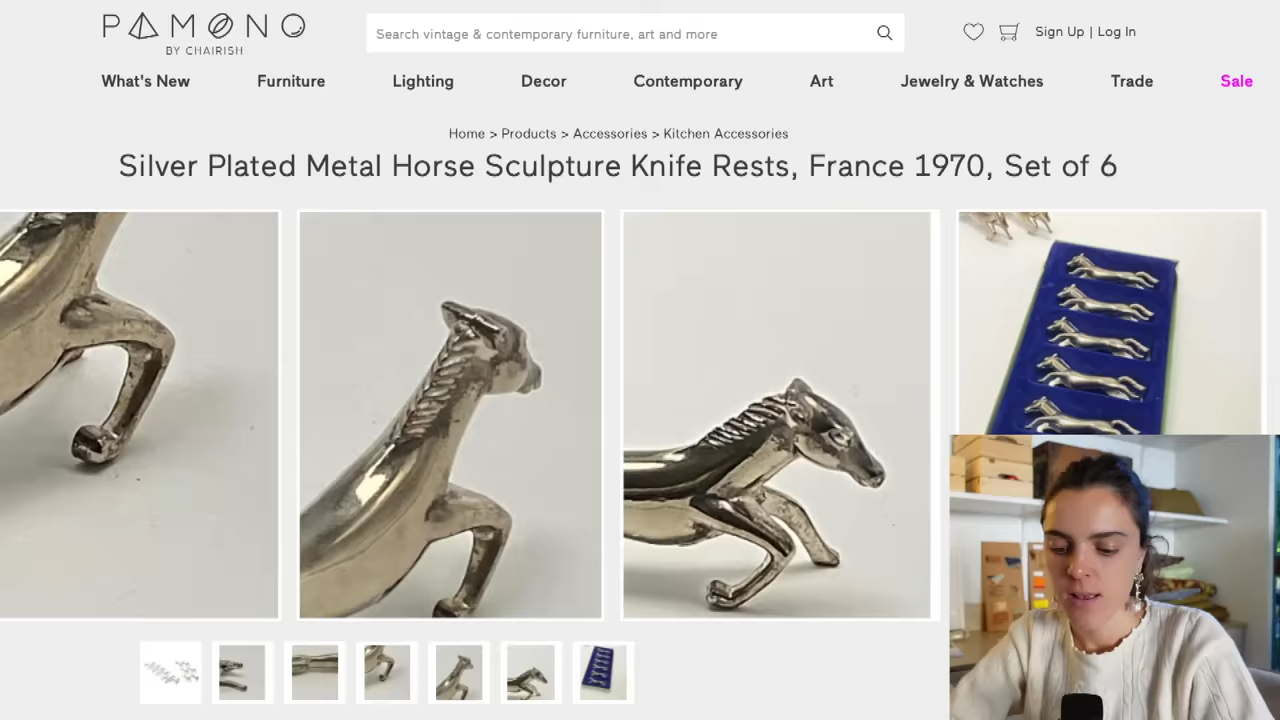 PAMONO
BY CHAIRISH
Search vintage & contemporary furniture, art and more
Sign Up | Log In
What's New Furniture Lighting Decor Contemporary Art Jewelry & Watches Trade Sale
Home > Products > Accessories > Kitchen Accessories
Silver Plated Metal Horse Sculpture Knife Rests, France 1970, Set of 6